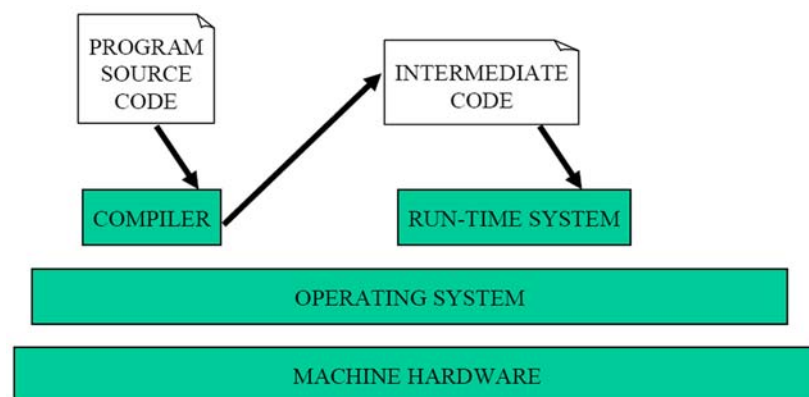 PROGRAM
SOURCE
CODE
INTERMEDIATE
CODE
COMPILER
RUN-TIME SYSTEM
OPERATING SYSTEM
MACHINE HARDWARE